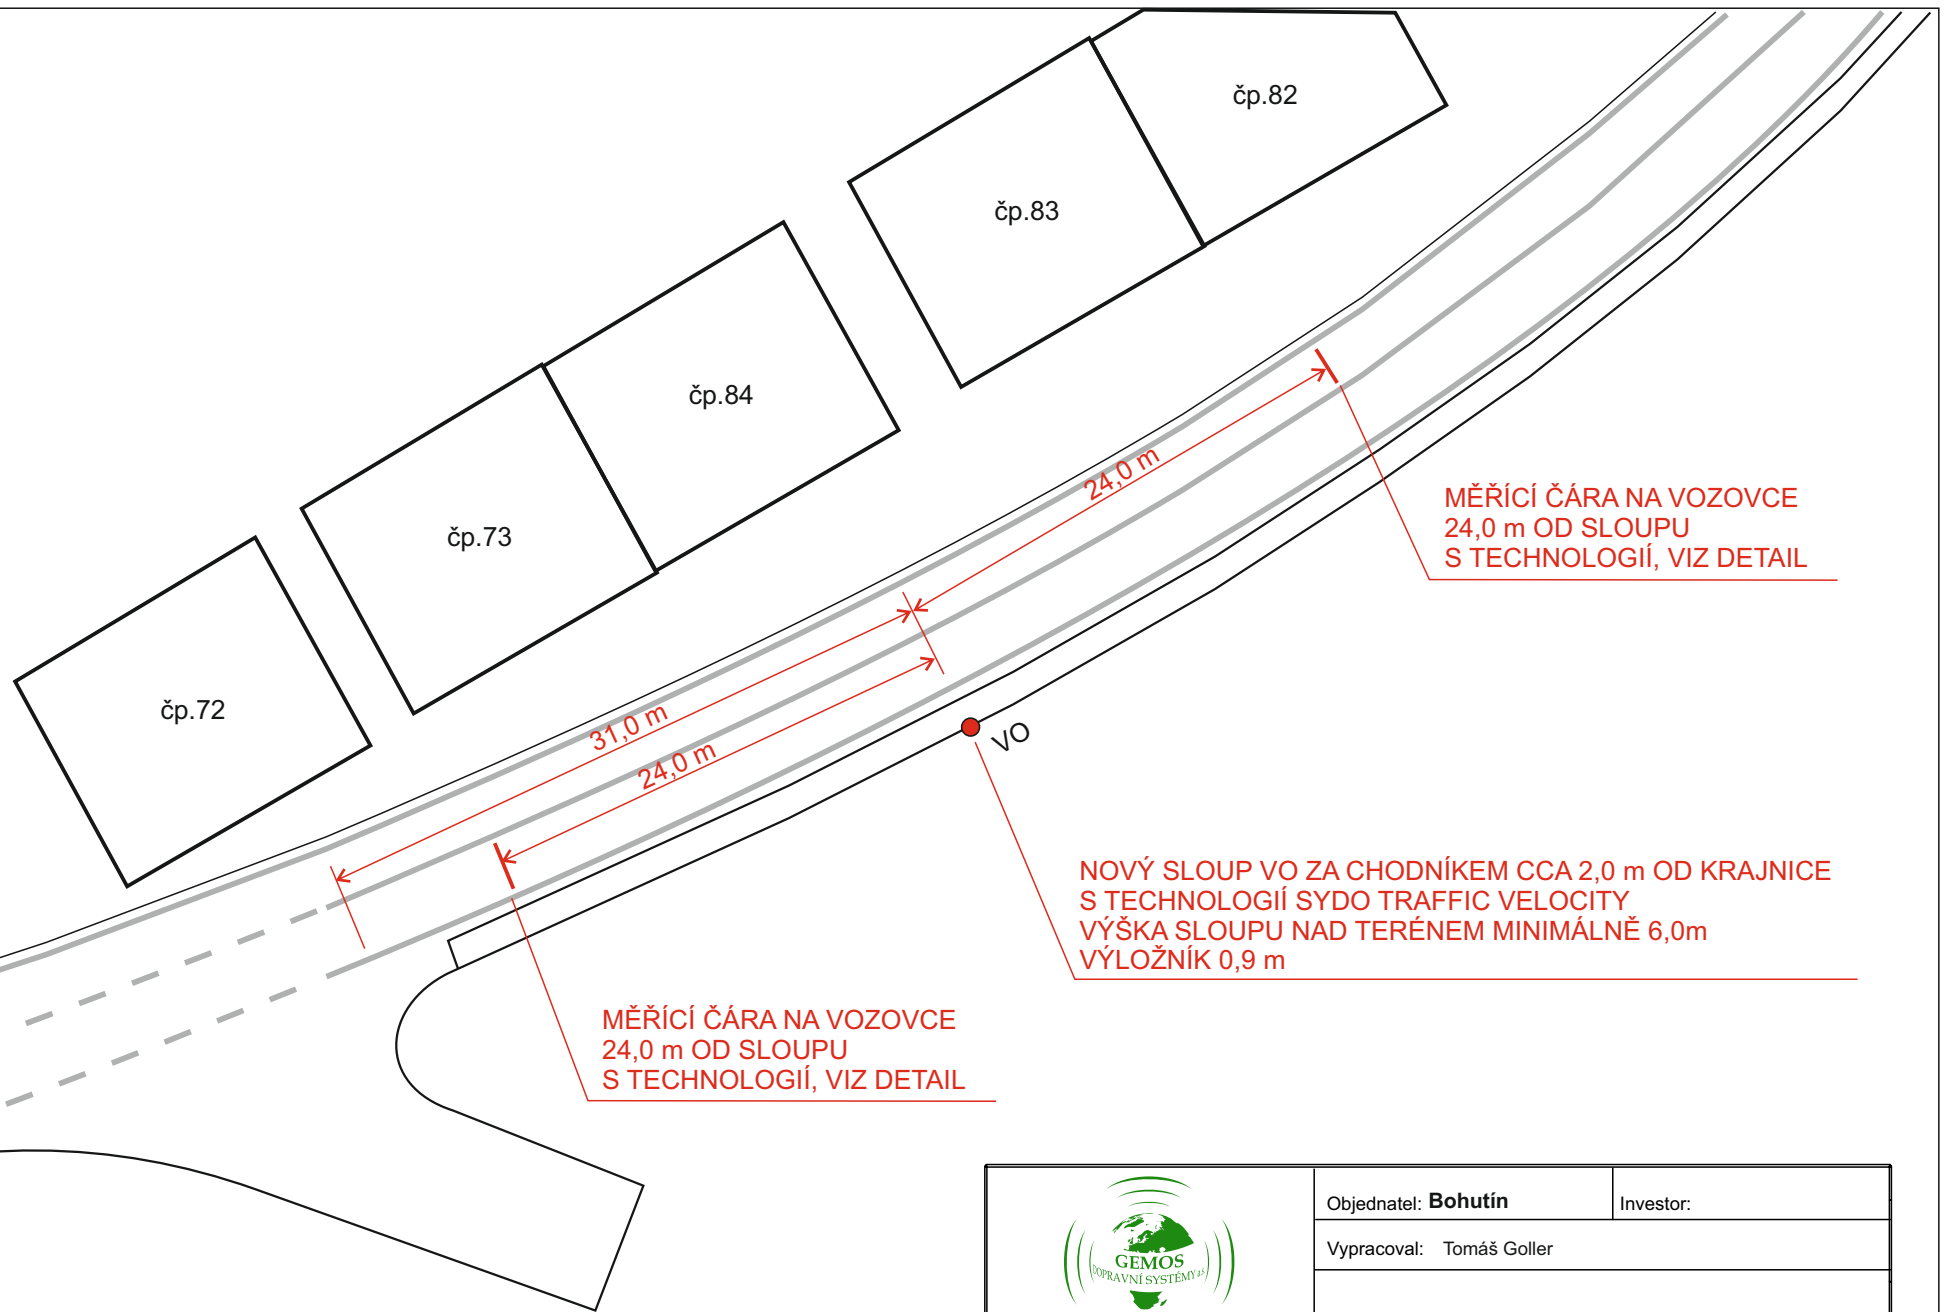 čp.82
čp.83
čp.84
čp.73
čp.72
24,0 m
31,0 m
24,0 m
MĚŘÍCÍ ČÁRA NA VOZOVCE
24,0 m OD SLOUPU
S TECHNOLOGIÍ, VIZ DETAIL
VO
NOVÝ SLOUP VO ZA CHODNÍKEM CCA 2,0 m OD KRAJNICE
S TECHNOLOGIÍ SYDO TRAFFIC VELOCITY
VÝŠKA SLOUPU NAD TERÉNEM MINIMÁLNĚ 6,0m
VÝLOŽNÍK 0,9 m
MĚŘÍCÍ ČÁRA NA VOZOVCE
24,0 m OD SLOUPU
S TECHNOLOGIÍ, VIZ DETAIL
GEMOS
DOPRAVNÍ SYSTÉMY a.s.
Objednatel: Bohutín
Investor:
Vypracoval: Tomáš Goller